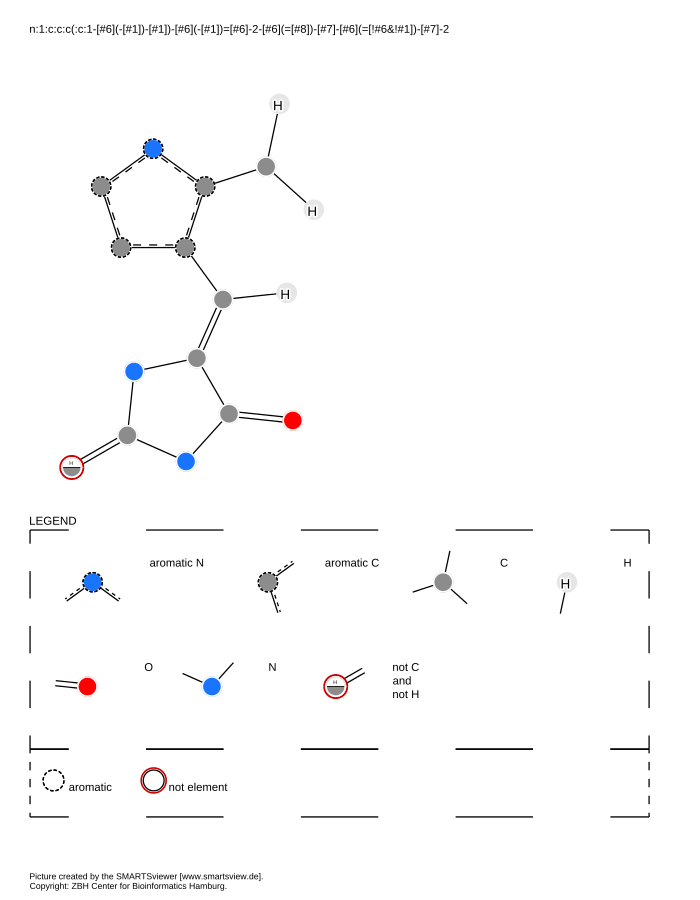 n:1:c:c:c(:c:1-[#6](-[#1])-[#1])-[#6](-[#1])=[#6]-2-[#6](=[#8])-[#7]-[#6](=[!#6&!#1])-[#7]-2
H
H
H
H
LEGEND
aromatic N
aromatic C
C
H
H
O
N
H
not C
and
not H
aromatic
not element
Picture created by the SMARTSviewer [www.smartsview.de].
Copyright: ZBH Center for Bioinformatics Hamburg.